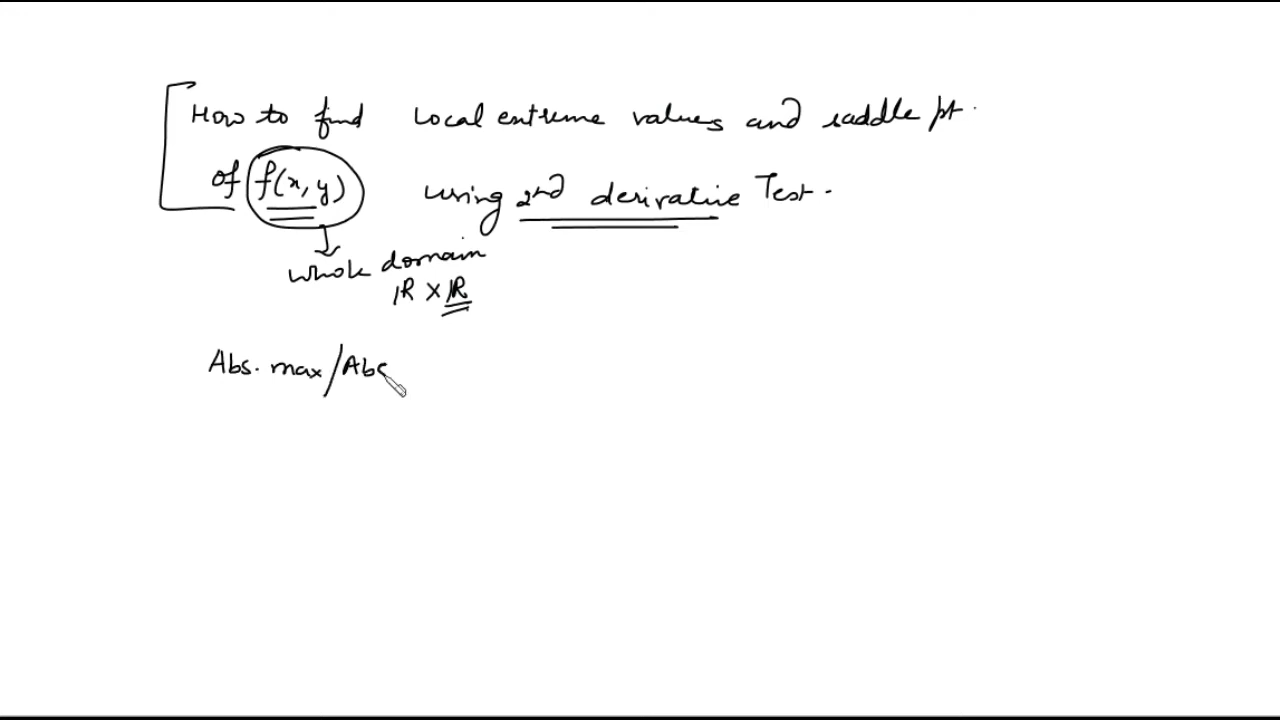 How to find Local extreme values and saddle pt.
of f(x, y) using 2nd derivative Test.
whole domain
ℝ × ℝ
Abs. max/Abs